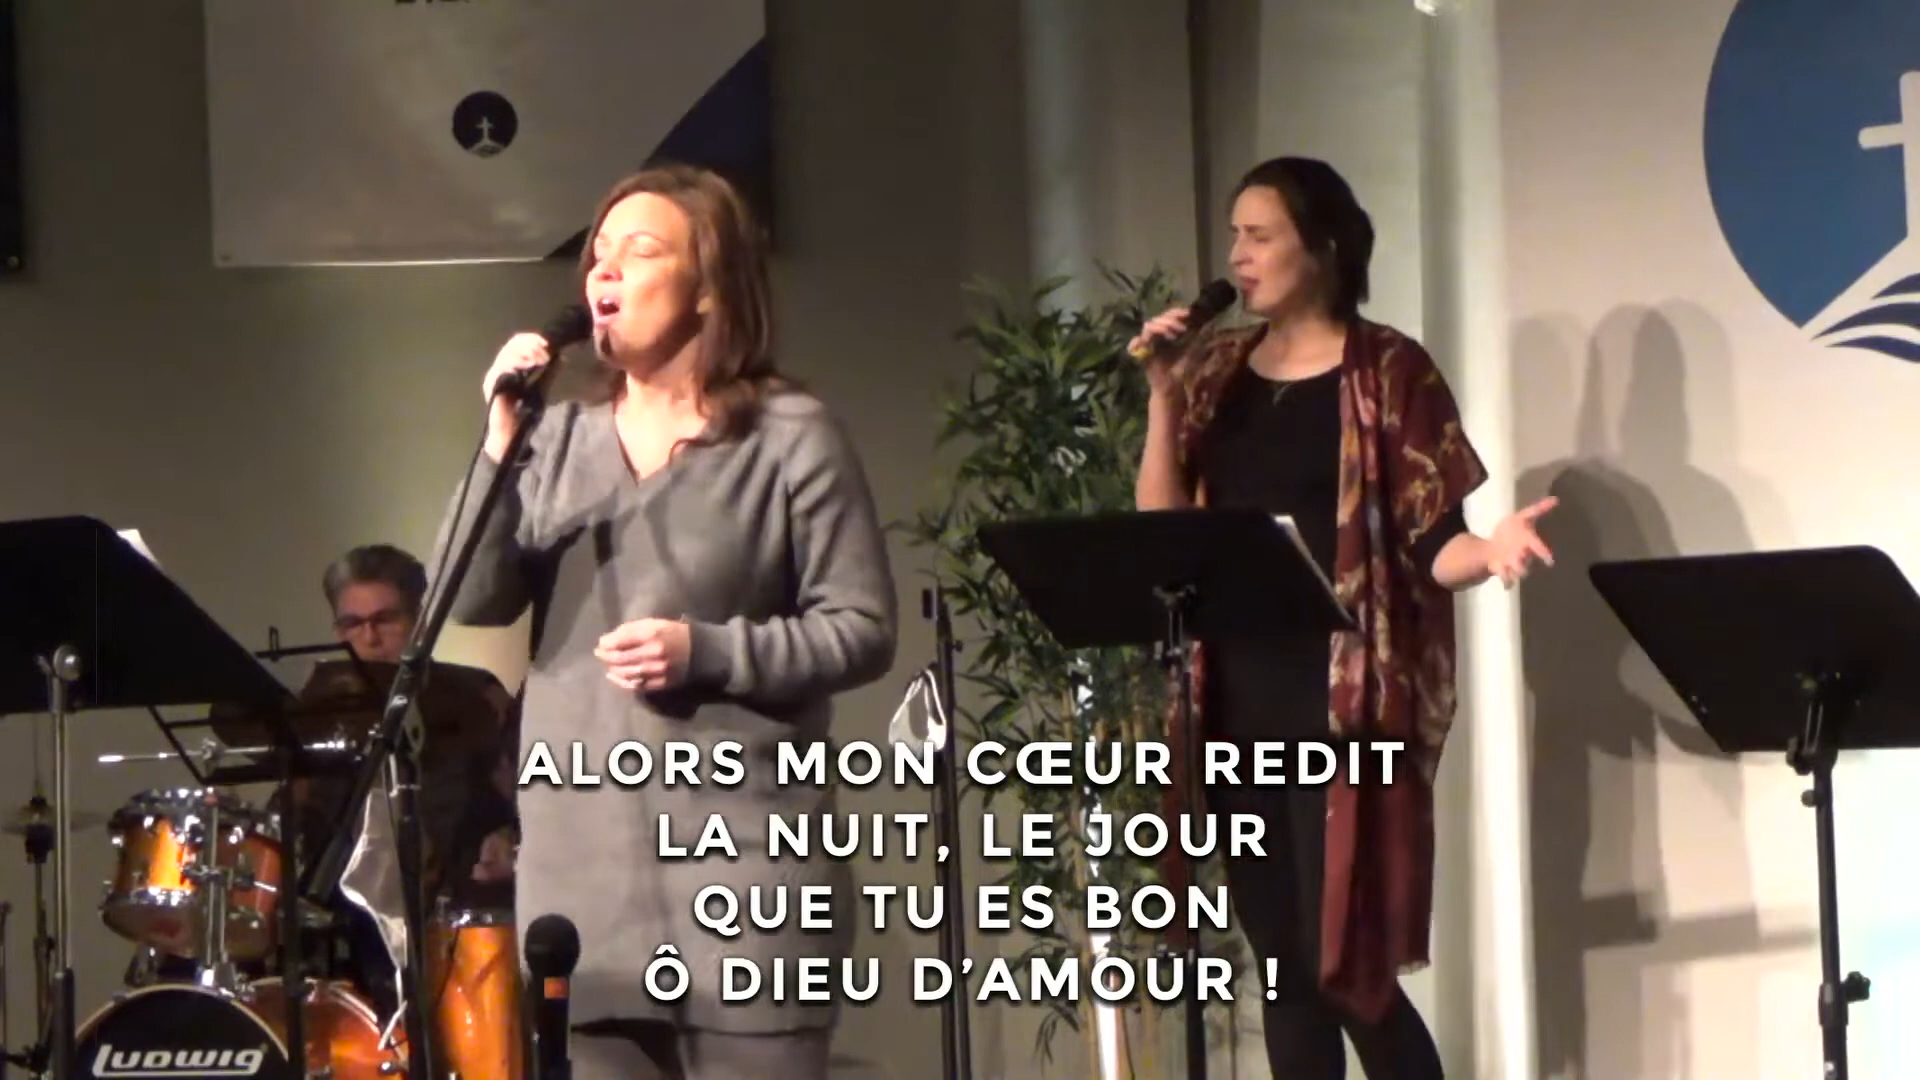 ALORS MON CŒUR REDIT
LA NUIT, LE JOUR
QUE TU ES BON
Ô DIEU D'AMOUR !
Ludwig